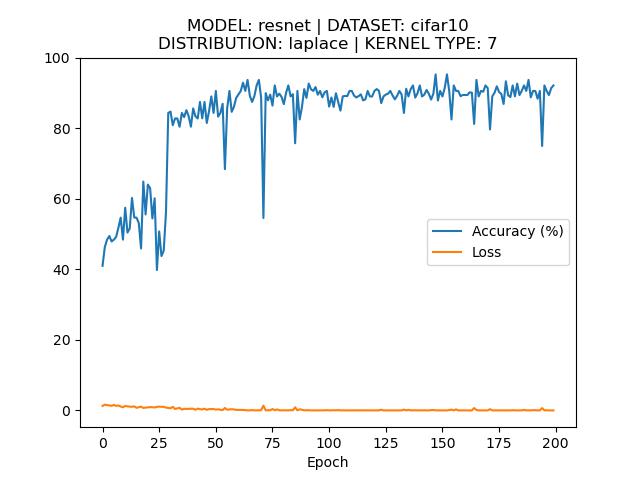 MODEL: resnet | DATASET: cifar10
DISTRIBUTION: laplace | KERNEL TYPE: 7
100
80
60
40
20
0
Accuracy (%)
Loss
0 25 50 75 100 125 150 175 200
Epoch